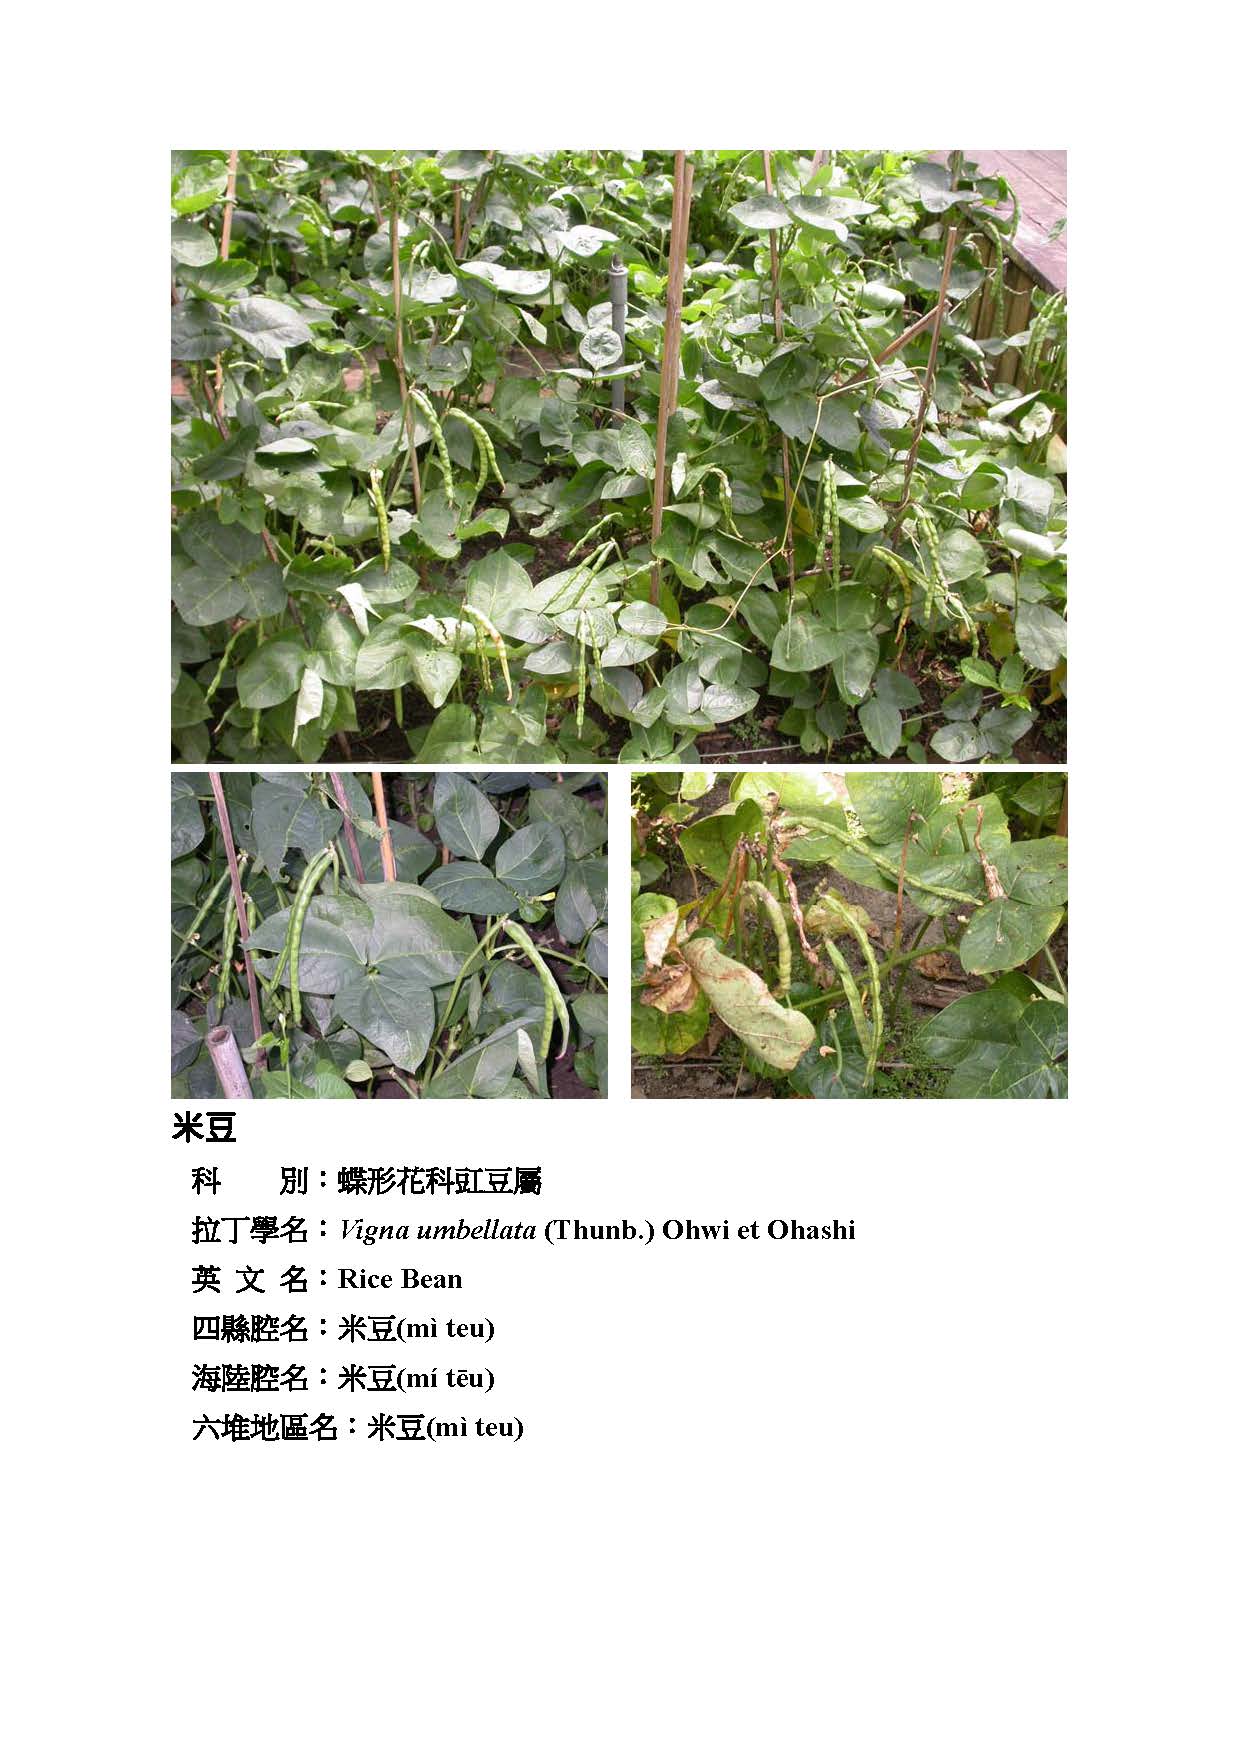 米豆
科　　別：蝶形花科豇豆屬
拉丁學名：Vigna umbellata (Thunb.) Ohwi et Ohashi
英 文 名：Rice Bean
四縣腔名：米豆(mì teu)
海陸腔名：米豆(mí tēu)
六堆地區名：米豆(mì teu)